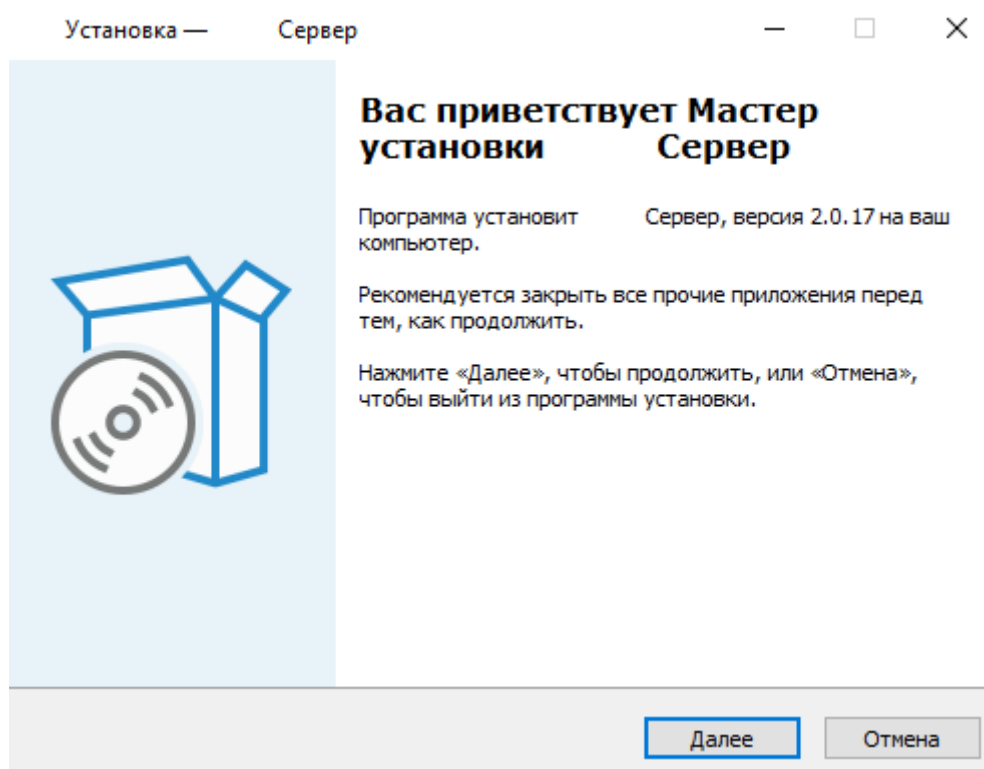 Установка — Сервер
Вас приветствует Мастер
установки Сервер
Программа установит Сервер, версия 2.0.17 на ваш
компьютер.
Рекомендуется закрыть все прочие приложения перед
тем, как продолжить.
Нажмите «Далее», чтобы продолжить, или «Отмена»,
чтобы выйти из программы установки.
Далее Отмена